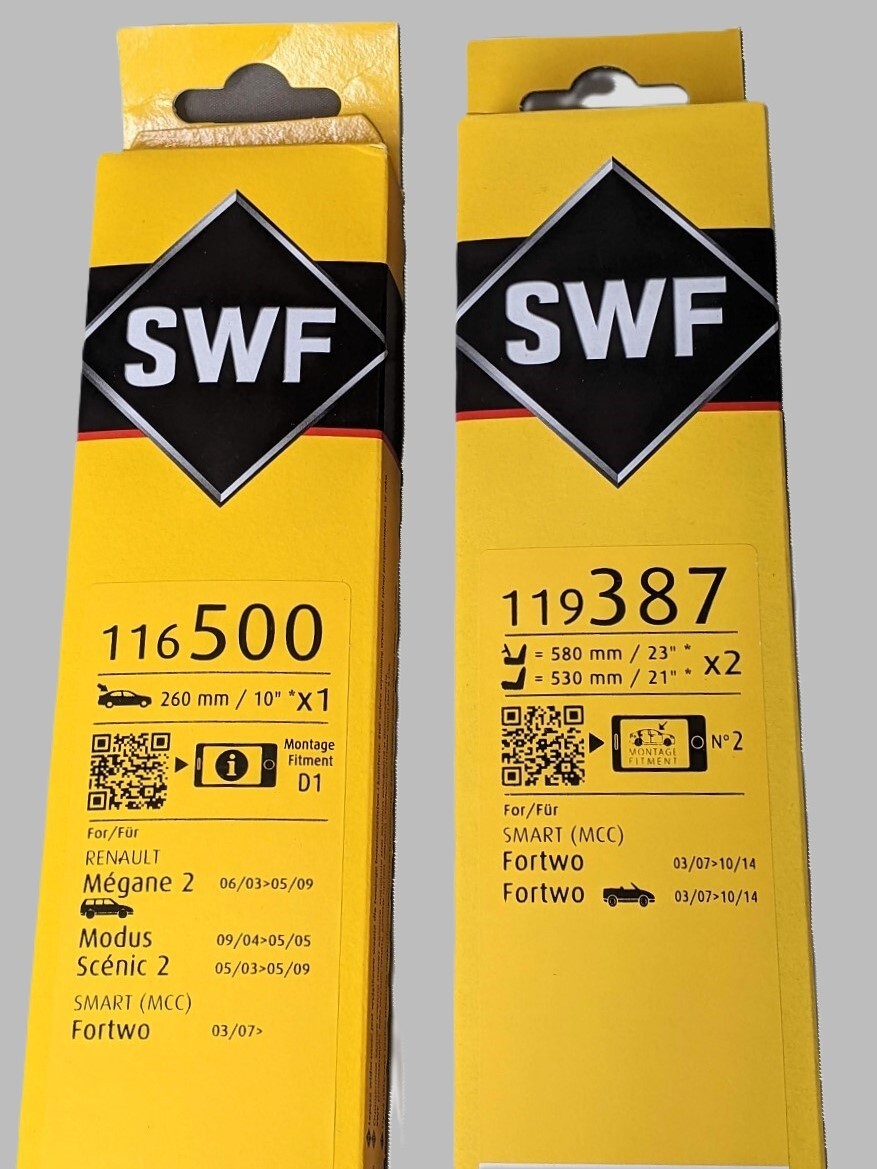 SWF
116500
260 mm / 10" *x1
Montage
Fitment
D1
For/Für
RENAULT
Mégane 2 06/03>05/09
Modus 09/04>05/05
Scénic 2 05/03>05/09
SMART (MCC)
Fortwo 03/07>
SWF
119387
= 580 mm / 23" *
= 530 mm / 21" *
x2
MONTAGE
FITMENT
N°2
For/Für
SMART (MCC)
Fortwo 03/07>10/14
Fortwo 03/07>10/14